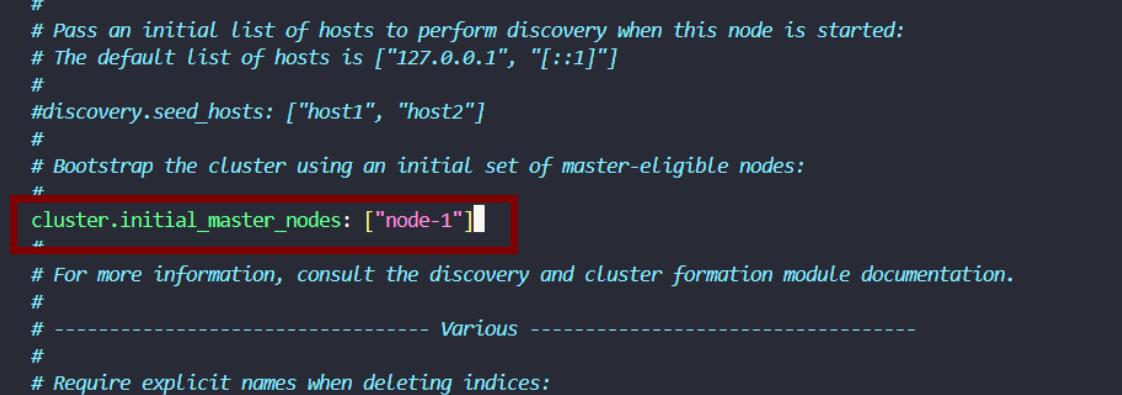 #
# Pass an initial list of hosts to perform discovery when this node is started:
# The default list of hosts is ["127.0.0.1", "[::1]"]
#
#discovery.seed_hosts: ["host1", "host2"]
#
# Bootstrap the cluster using an initial set of master-eligible nodes:
#
cluster.initial_master_nodes: ["node-1"]
#
# For more information, consult the discovery and cluster formation module documentation.
#
# ---------------------------------- Various -----------------------------------
#
# Require explicit names when deleting indices: